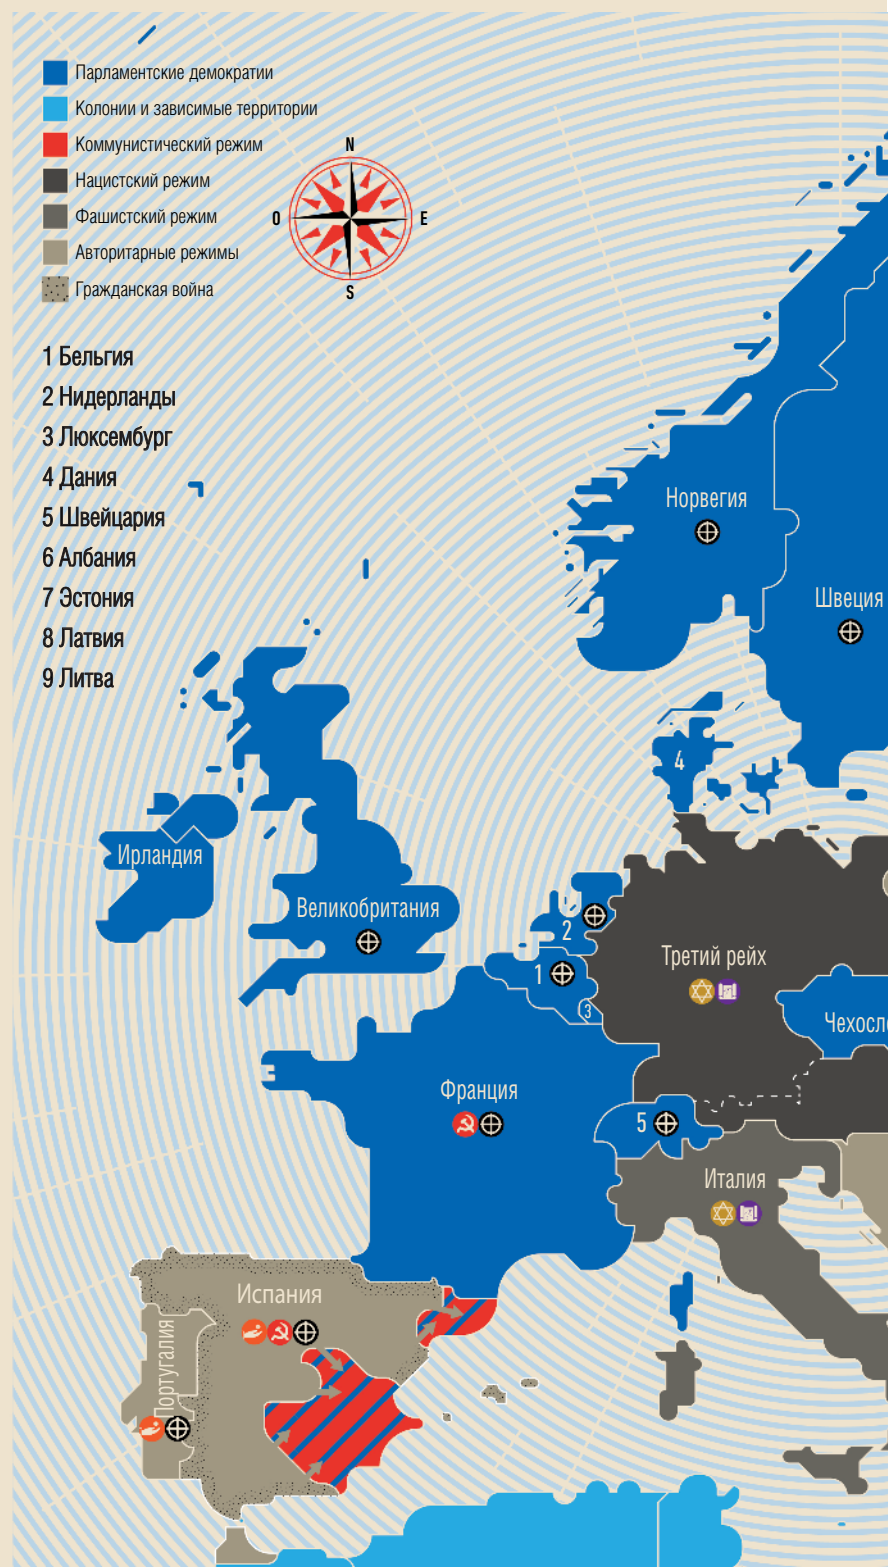 Парламентские демократии
Колонии и зависимые территории
Коммунистический режим
Нацистский режим
Фашистский режим
Авторитарные режимы
Гражданская война
N
O
E
S
1 Бельгия
2 Нидерланды
3 Люксембург
4 Дания
5 Швейцария
6 Албания
7 Эстония
8 Латвия
9 Литва
Норвегия
Швеция
4
Ирландия
Великобритания
2
Третий рейх
1
3
Чехосл
Франция
5
Италия
Испания
Португалия